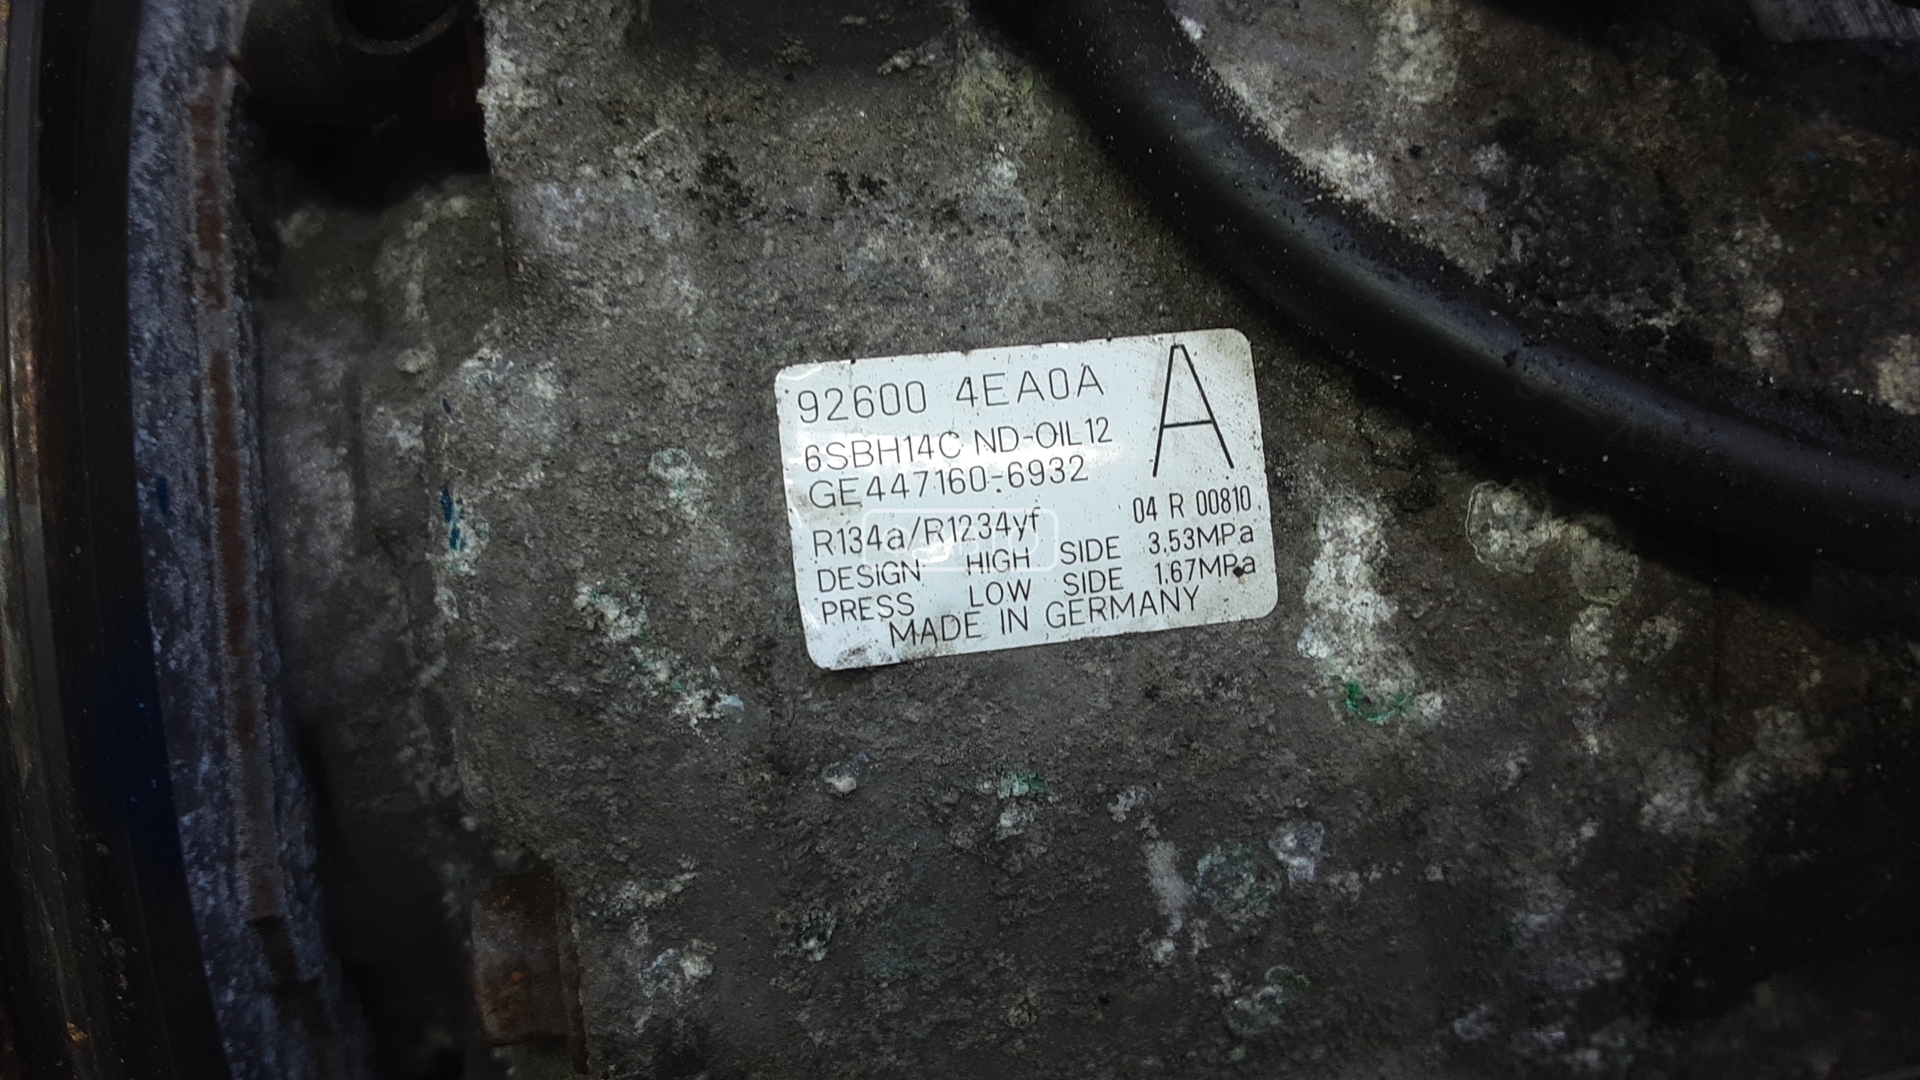 92600 4EA0A
A
6SBH14C ND-OIL12
GE447160-6932
R134a/R1234yf 04 R 00810
DESIGN HIGH SIDE 3.53MPa
PRESS LOW SIDE 1.67MPa
MADE IN GERMANY